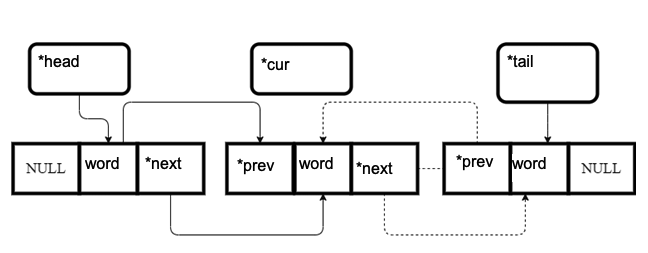 *head
*cur
*tail
NULL word *next
*prev word *next
*prev word NULL